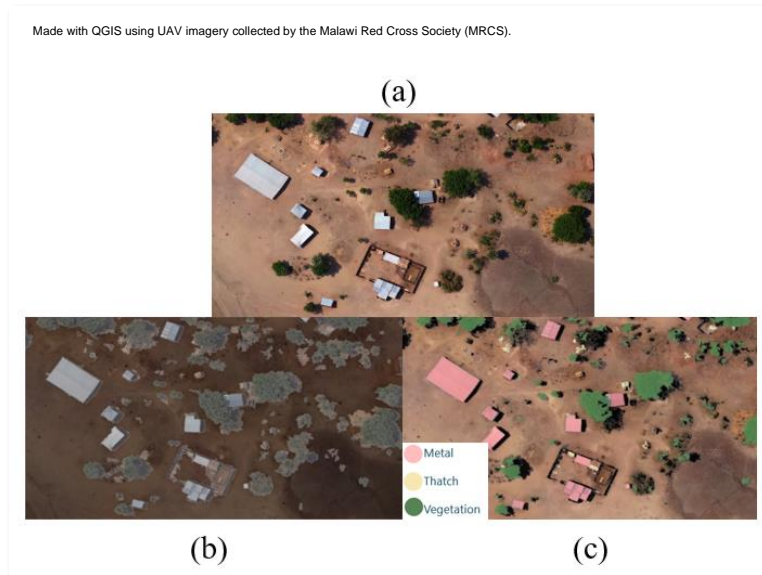 Made with QGIS using UAV imagery collected by the Malawi Red Cross Society (MRCS).
(a)
Metal
Thatch
Vegetation
(b)
(c)